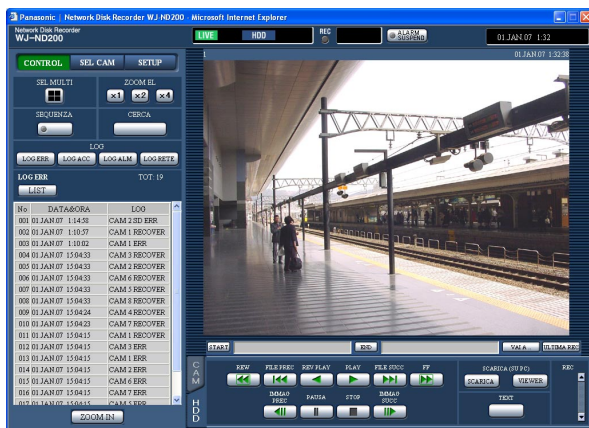 Panasonic | Network Disk Recorder WJ-ND200 - Microsoft Internet Explorer
Network Disk Recorder
WJ-ND200
LIVE HDD REC ALARM SUSPEND 01.JAN.07 1:32
CONTROL SEL CAM SETUP
1 01.JAN.07 1:32:38
SEL MULTI ZOOM EL
×1 ×2 ×4
SEQUENZA CERCA
LOG
LOG ERR LOG ACC LOG ALM LOG RETE
LOG ERR TOT: 19
LIST
No DATA&ORA LOG
001 01.JAN.07 1:14:58 CAM 2 SD ERR
002 01.JAN.07 1:10:57 CAM 1 RECOVER
003 01.JAN.07 1:10:02 CAM 1 ERR
004 01.JAN.07 15:04:33 CAM 3 RECOVER
005 01.JAN.07 15:04:33 CAM 2 RECOVER
006 01.JAN.07 15:04:33 CAM 6 RECOVER
007 01.JAN.07 15:04:33 CAM 5 RECOVER
008 01.JAN.07 15:04:33 CAM 8 RECOVER
009 01.JAN.07 15:04:24 CAM 4 RECOVER
010 01.JAN.07 15:04:23 CAM 7 RECOVER
011 01.JAN.07 15:04:15 CAM 1 RECOVER
012 01.JAN.07 15:04:15 CAM 3 ERR
013 01.JAN.07 15:04:15 CAM 1 ERR
014 01.JAN.07 15:04:15 CAM 2 ERR
015 01.JAN.07 15:04:15 CAM 6 ERR
016 01.JAN.07 15:04:15 CAM 7 ERR
017 01.JAN.07 15:04:15 CAM 5 ERR
ZOOM IN
START END VAI A ULTIMA REC
CAM
HDD
REW FILE PREC REV PLAY PLAY FILE SUCC FF
IMMAG PREC PAUSA STOP IMMAG SUCC
SCARICA (SU PC) REC
SCARICA VIEWER
TEXT